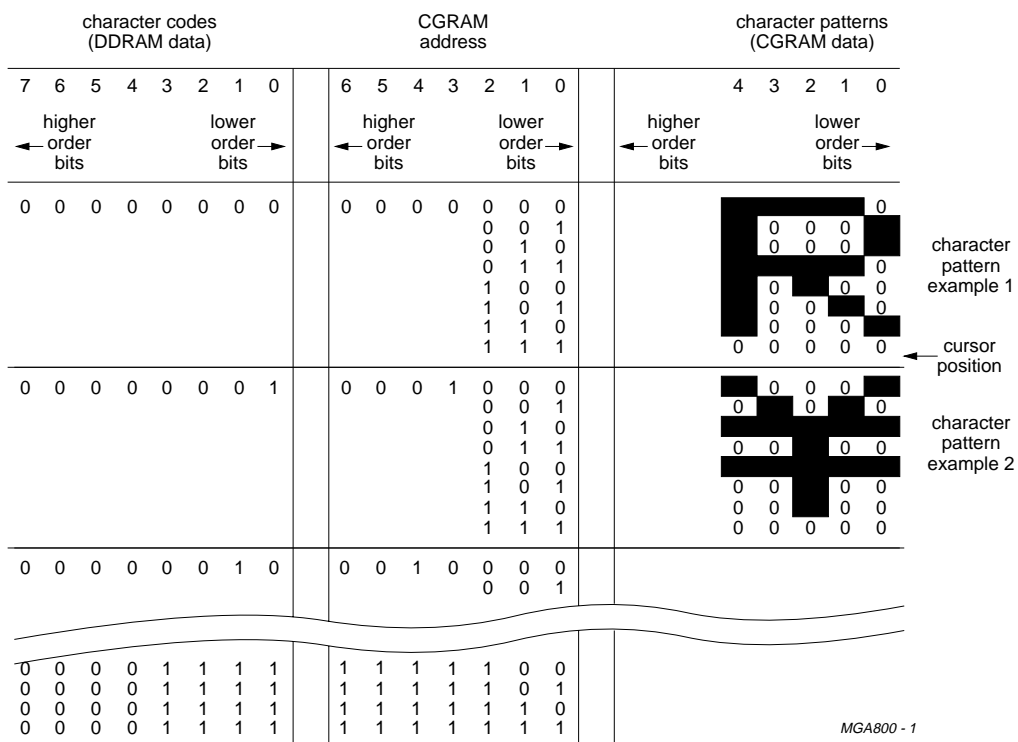 character codes CGRAM character patterns
(DDRAM data) address (CGRAM data)
7 6 5 4 3 2 1 0 6 5 4 3 2 1 0 4 3 2 1 0
higher lower higher lower higher lower
order order order order order order
bits bits bits bits bits bits
0 0 0 0 0 0 0 0 0 0 0 0 0 0 0 0
0 0 1 0 0 0
0 1 0 0 0 0 character
0 1 1 0 pattern
1 0 0 0 0 0 example 1
1 0 1 0 0 0
1 1 0 0 0 0
1 1 1 0 0 0 0 0 cursor
position
0 0 0 0 0 0 0 1 0 0 0 1 0 0 0 0 0 0
0 0 1 0 0 0
0 1 0 character
0 1 1 0 0 0 0 pattern
1 0 0 example 2
1 0 1 0 0 0 0
1 1 0 0 0 0 0
1 1 1 0 0 0 0 0
0 0 0 0 0 0 1 0 0 0 1 0 0 0 0
0 0 1
0 0 0 0 1 1 1 1 1 1 1 1 1 0 0
0 0 0 0 1 1 1 1 1 1 1 1 1 0 1
0 0 0 0 1 1 1 1 1 1 1 1 1 1 0
0 0 0 0 1 1 1 1 1 1 1 1 1 1 1
MGA800 - 1